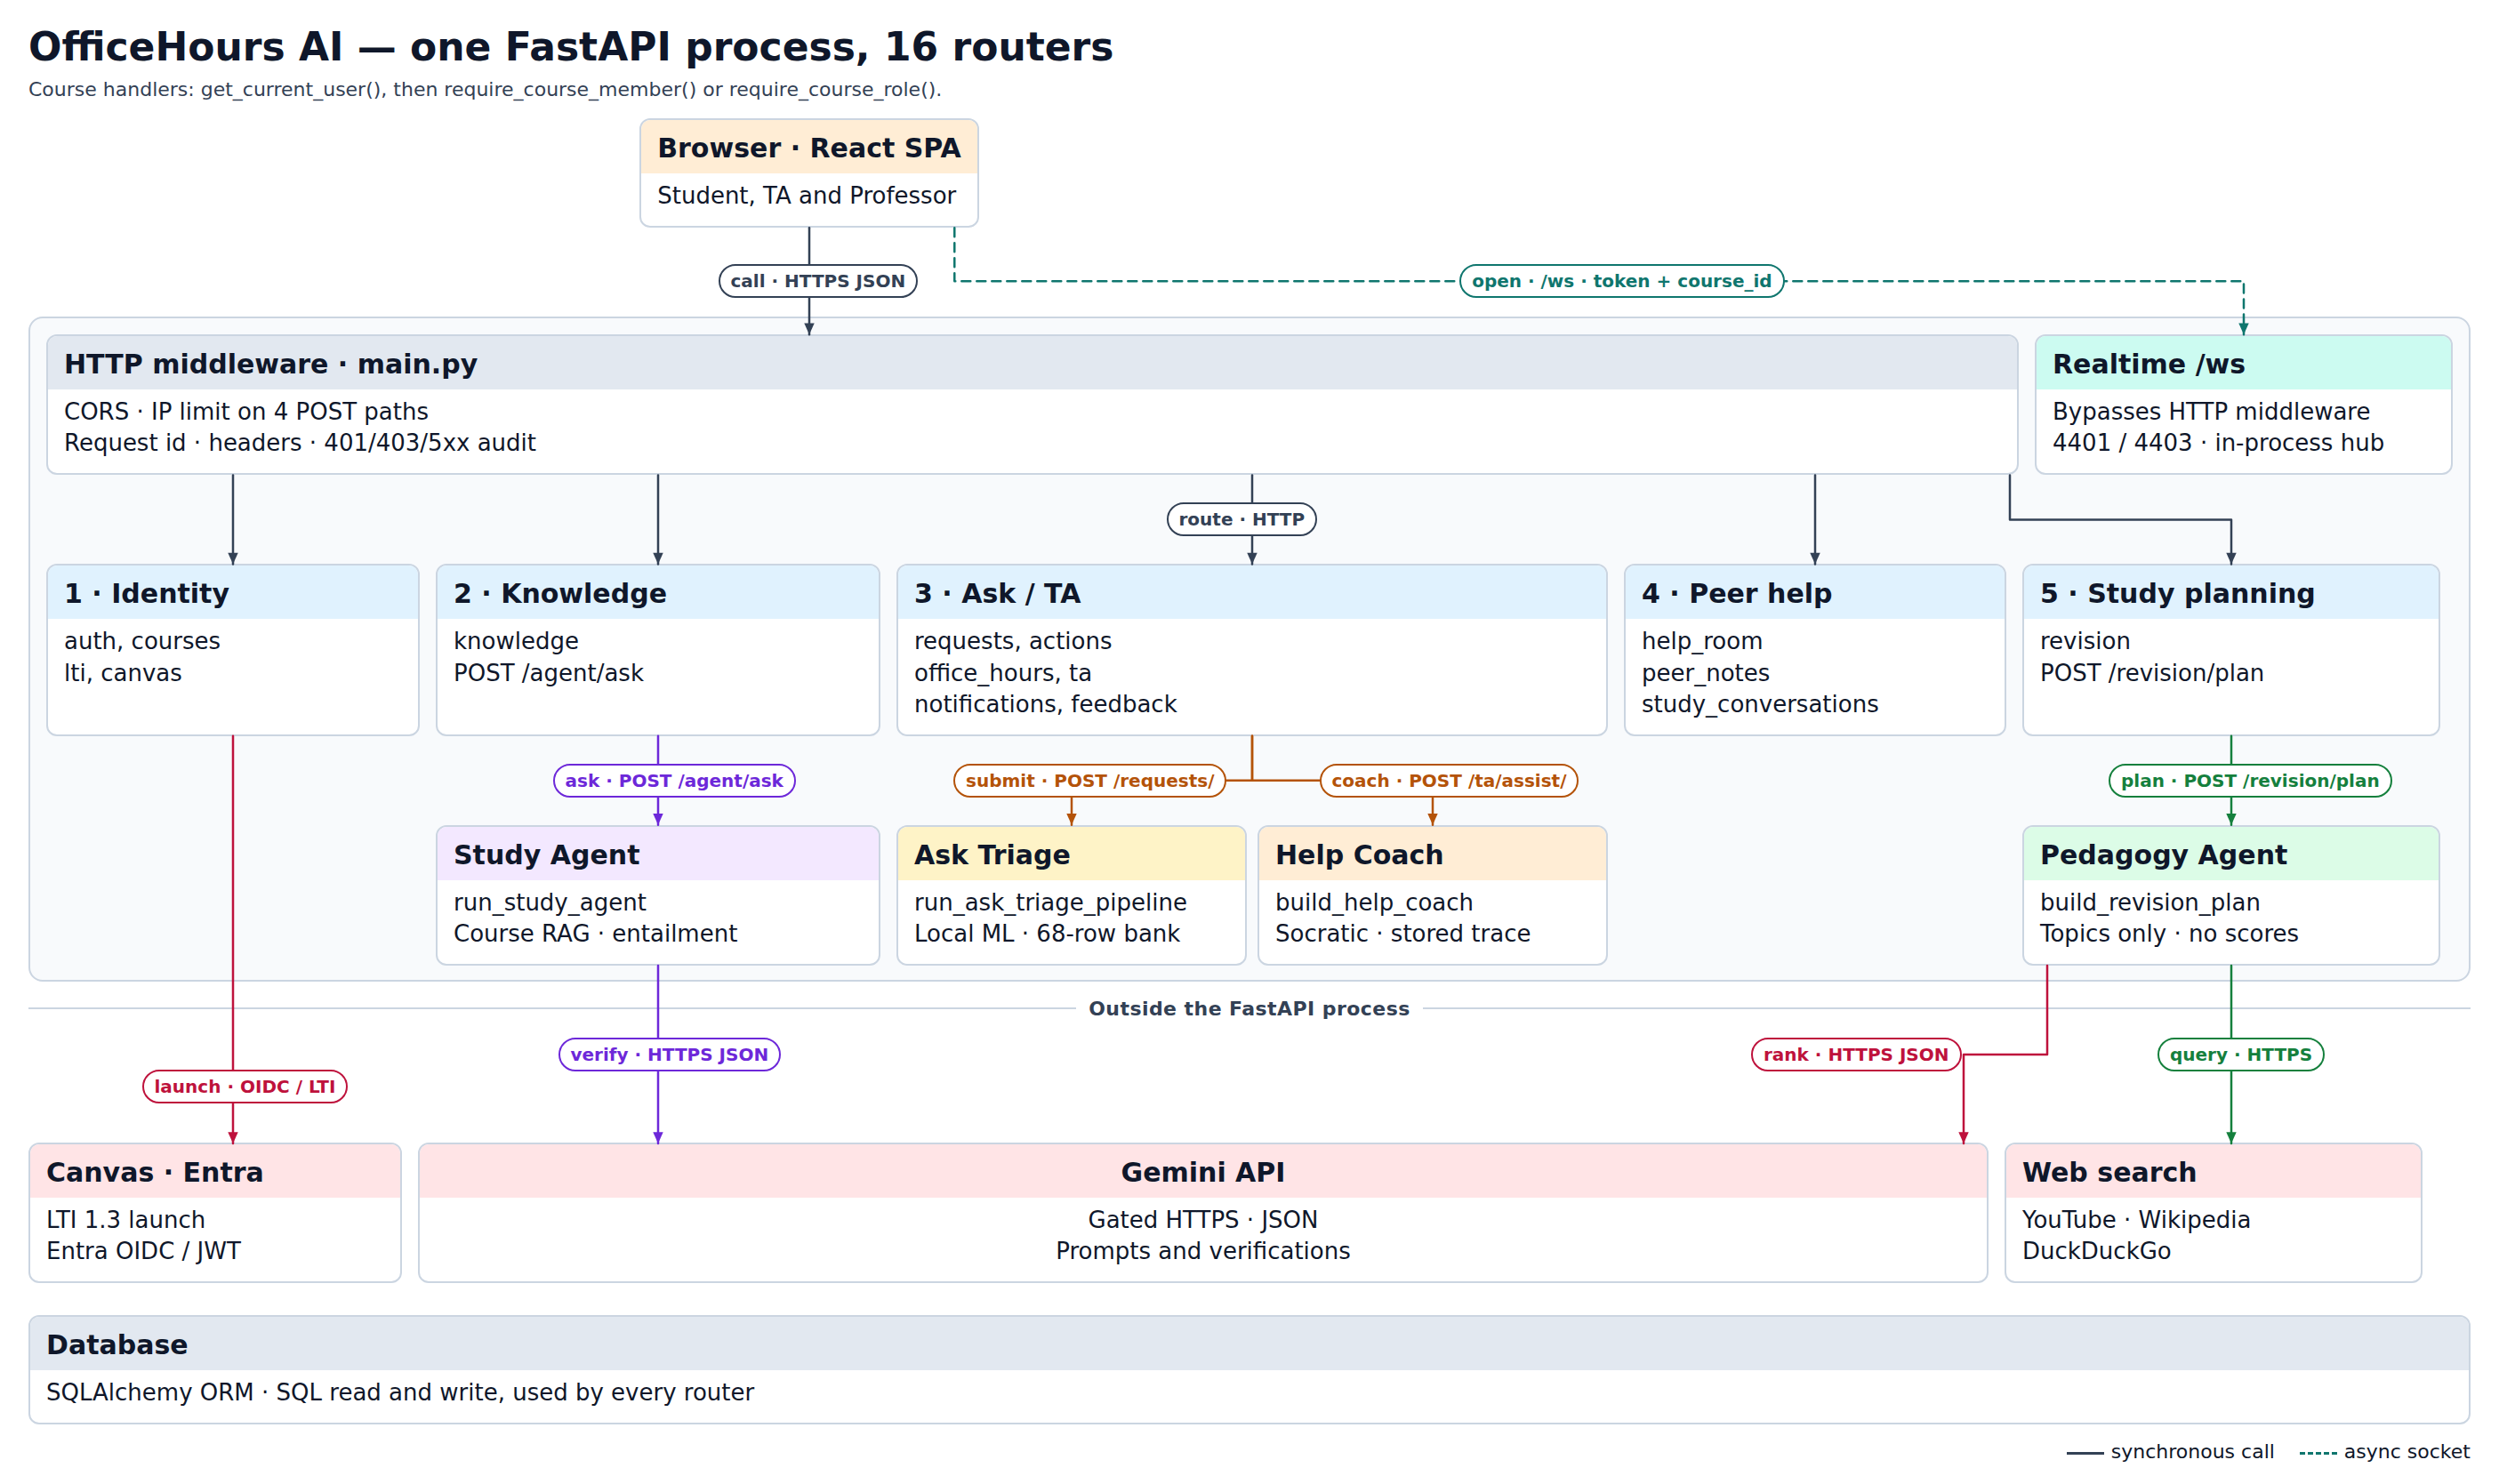 OfficeHours AI — one FastAPI process, 16 routers
Course handlers: get_current_user(), then require_course_member() or require_course_role().
Browser · React SPA
Student, TA and Professor
call · HTTPS JSON
open · /ws · token + course_id
HTTP middleware · main.py
CORS · IP limit on 4 POST paths
Request id · headers · 401/403/5xx audit
Realtime /ws
Bypasses HTTP middleware
4401 / 4403 · in-process hub
route · HTTP
1 · Identity
auth, courses
lti, canvas
2 · Knowledge
knowledge
POST /agent/ask
3 · Ask / TA
requests, actions
office_hours, ta
notifications, feedback
4 · Peer help
help_room
peer_notes
study_conversations
5 · Study planning
revision
POST /revision/plan
ask · POST /agent/ask
submit · POST /requests/
coach · POST /ta/assist/
plan · POST /revision/plan
Study Agent
run_study_agent
Course RAG · entailment
Ask Triage
run_ask_triage_pipeline
Local ML · 68-row bank
Help Coach
build_help_coach
Socratic · stored trace
Pedagogy Agent
build_revision_plan
Topics only · no scores
Outside the FastAPI process
verify · HTTPS JSON
rank · HTTPS JSON
query · HTTPS
launch · OIDC / LTI
Canvas · Entra
LTI 1.3 launch
Entra OIDC / JWT
Gemini API
Gated HTTPS · JSON
Prompts and verifications
Web search
YouTube · Wikipedia
DuckDuckGo
Database
SQLAlchemy ORM · SQL read and write, used by every router
synchronous call
async socket